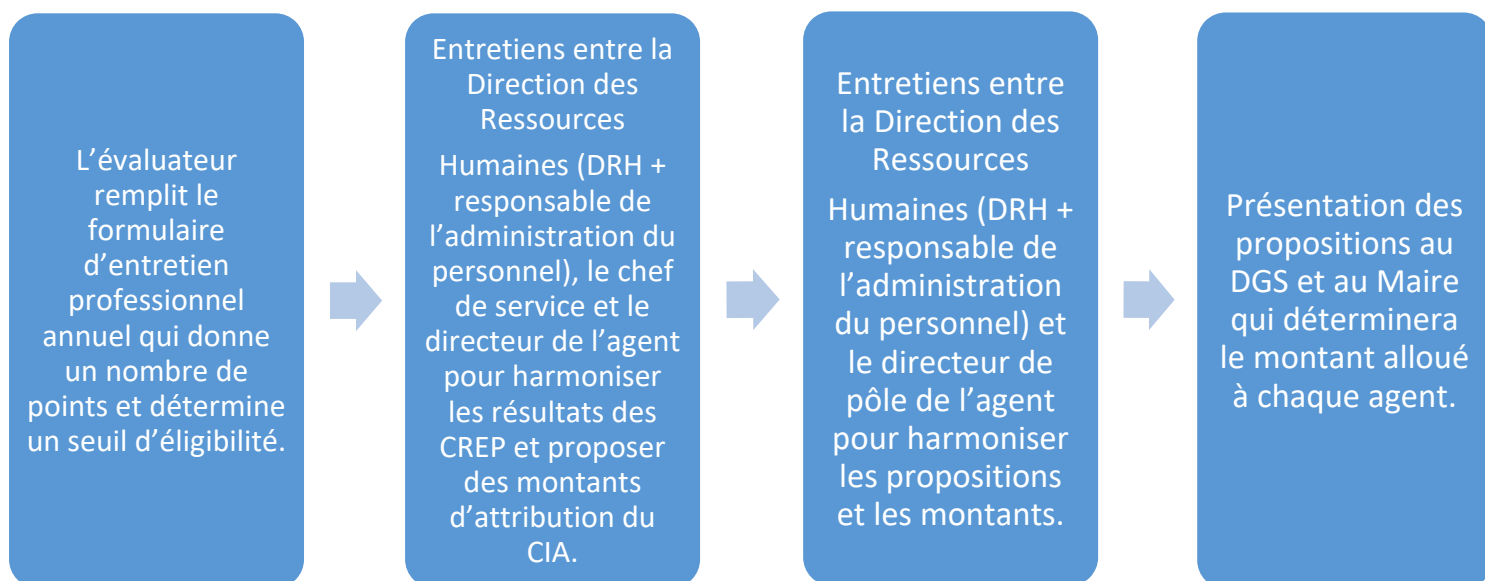 L’évaluateur
remplit le
formulaire
d’entretien
professionnel
annuel qui donne
un nombre de
points et détermine
un seuil d’éligibilité.
Entretiens entre la
Direction des
Ressources
Humaines (DRH +
responsable de
l’administration du
personnel), le chef
de service et le
directeur de l’agent
pour harmoniser
les résultats des
CREP et proposer
des montants
d’attribution du
CIA.
Entretiens entre
la Direction des
Ressources
Humaines (DRH +
responsable de
l’administration
du personnel) et
le directeur de
pôle de l’agent
pour harmoniser
les propositions
et les montants.
Présentation des
propositions au
DGS et au Maire
qui déterminera
le montant alloué
à chaque agent.